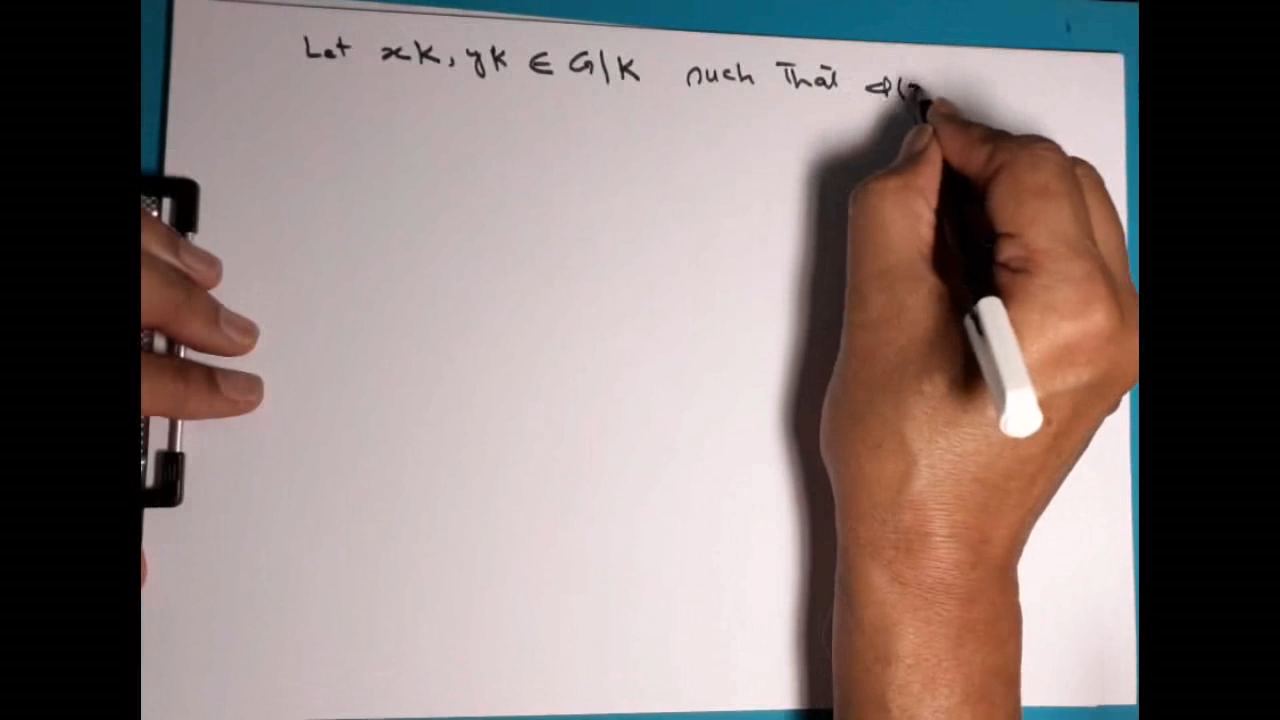 Let xK, yK ∈ G/K such that φ(x